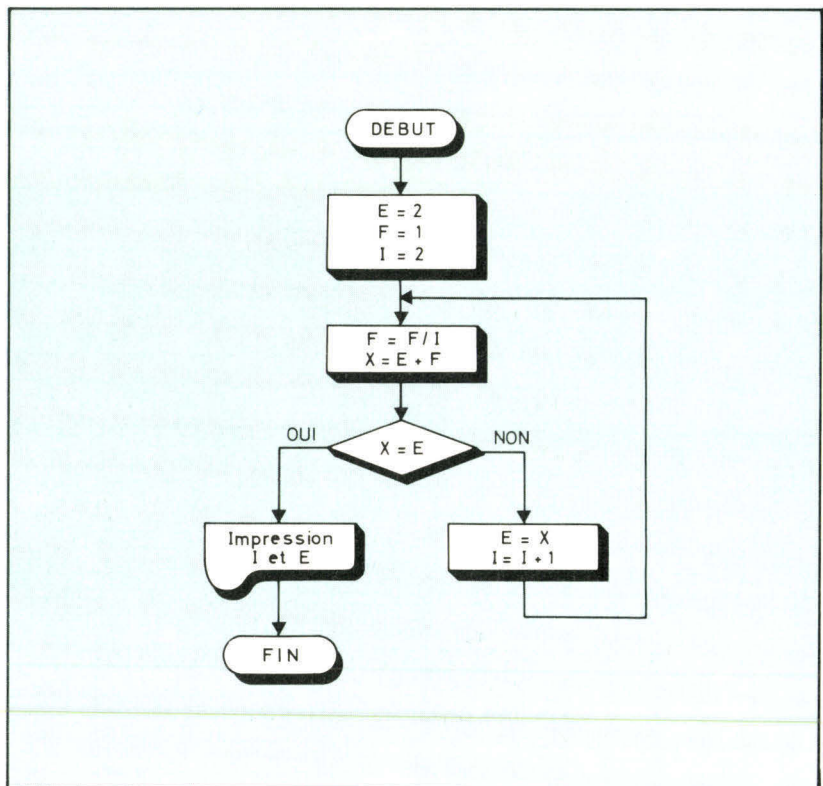 DEBUT
E = 2
F = 1
I = 2
F = F / I
X = E + F
OUI
X = E
NON
Impression
I et E
E = X
I = I + 1
FIN